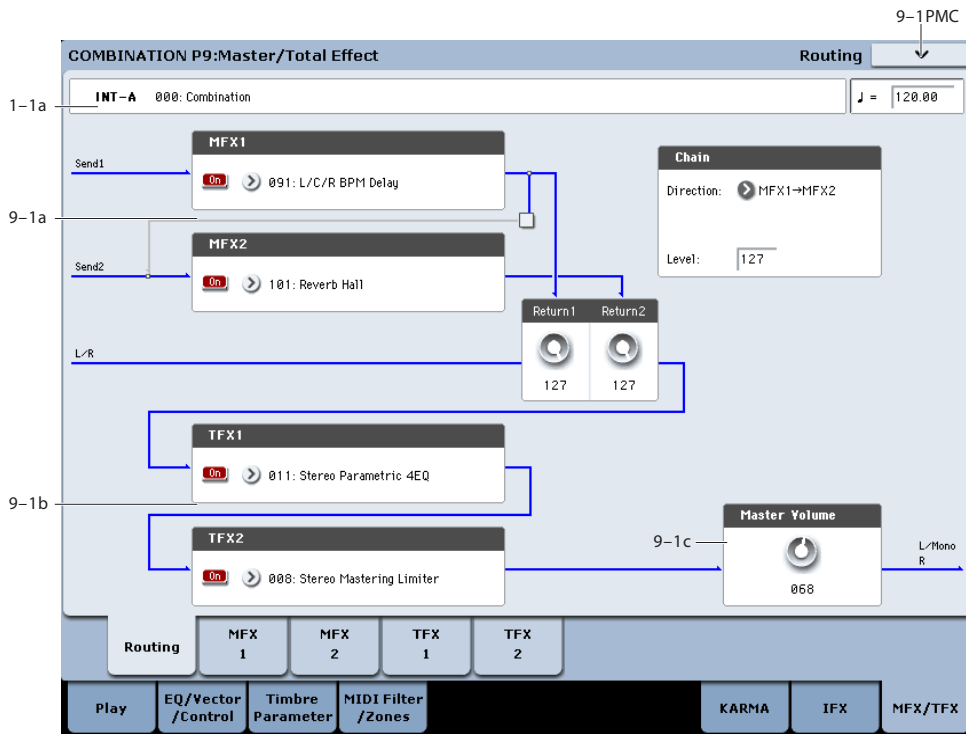 9–1PMC
COMBINATION P9:Master/Total Effect
Routing
1–1a
INT-A 000: Combination
♩ = 120.00
MFX1
Send1
On 091: L/C/R BPM Delay
Chain
Direction: MFX1→MFX2
Level: 127
9–1a
MFX2
Send2
On 101: Reverb Hall
Return1 Return2
127 127
L/R
TFX1
On 011: Stereo Parametric 4EQ
9–1b
TFX2
On 008: Stereo Mastering Limiter
9–1c
Master Volume
068
L/Mono
R
Routing
MFX
1
MFX
2
TFX
1
TFX
2
Play
EQ/Vector
/Control
Timbre
Parameter
MIDI Filter
/Zones
KARMA
IFX
MFX/TFX